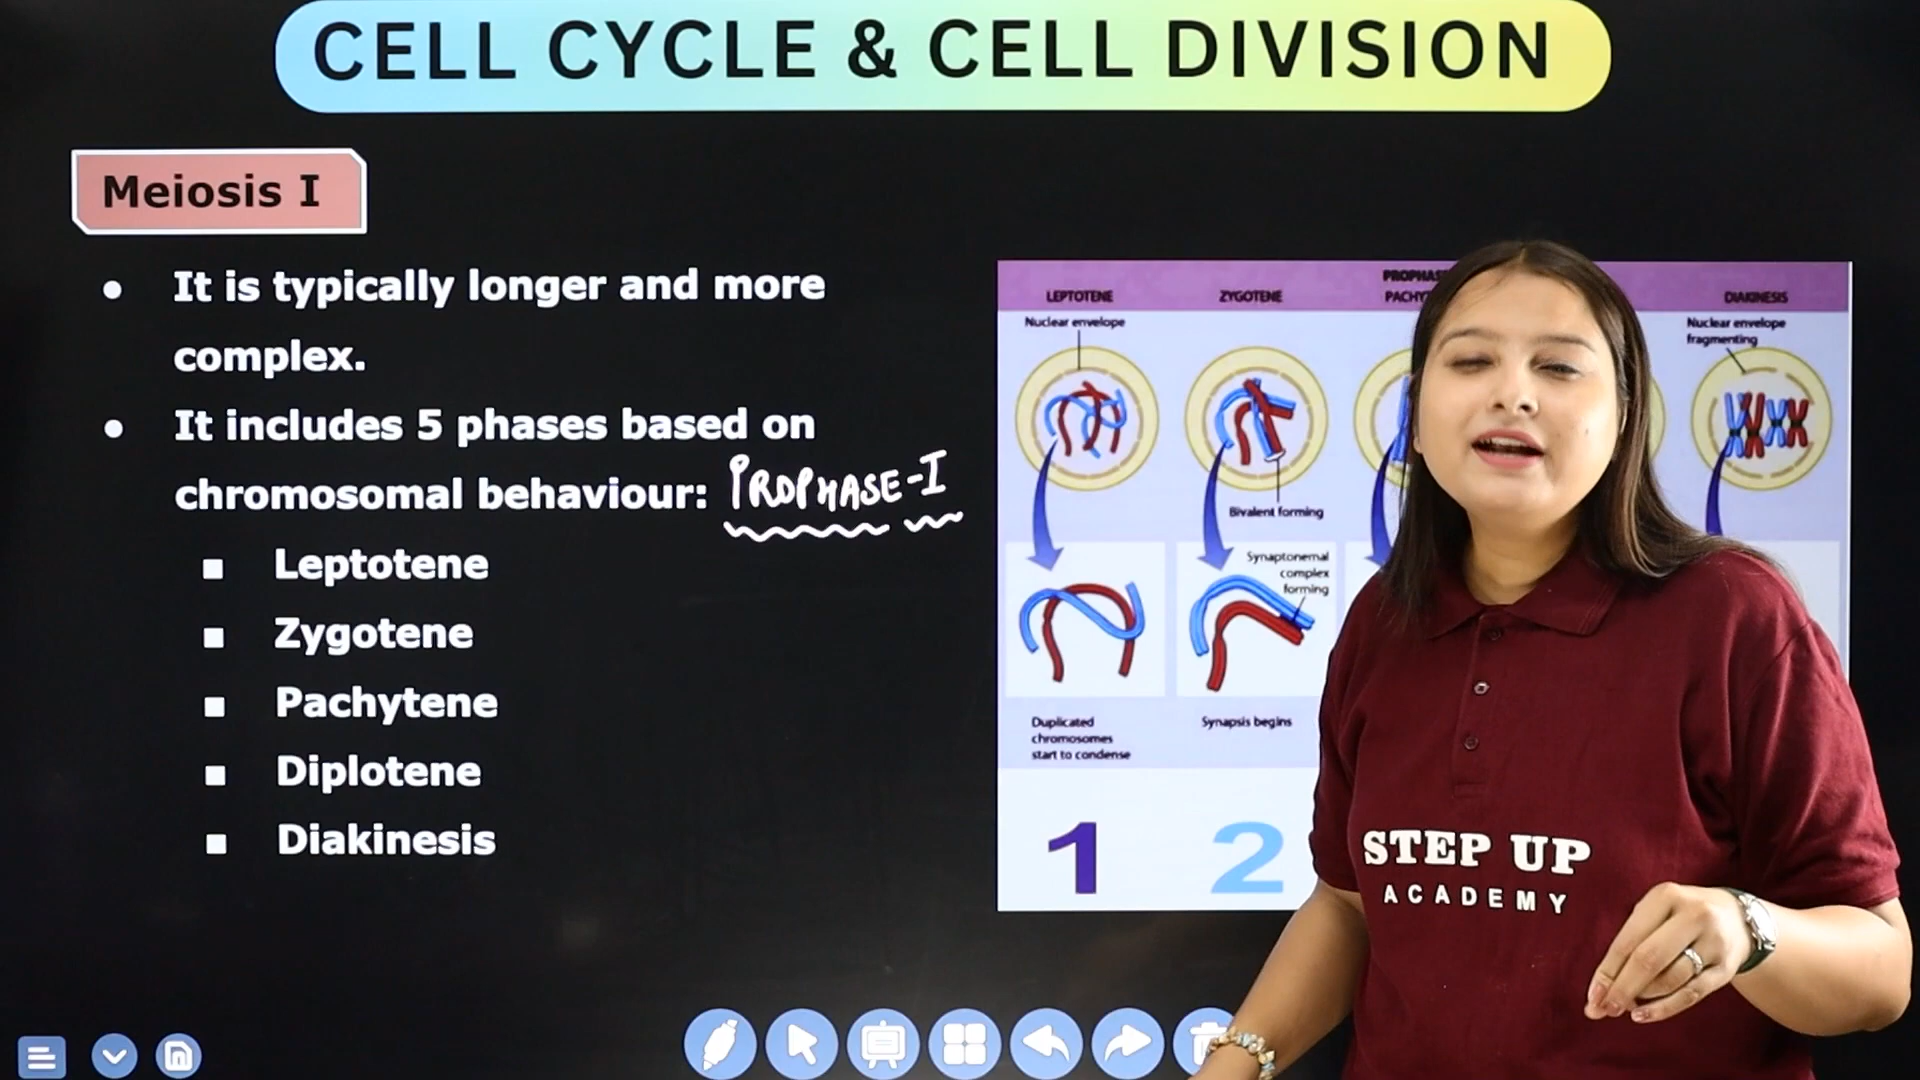 CELL CYCLE & CELL DIVISION
Meiosis I
• It is typically longer and more
complex.
• It includes 5 phases based on
chromosomal behaviour: PROPHASE-I
▪ Leptotene
▪ Zygotene
▪ Pachytene
▪ Diplotene
▪ Diakinesis
LEPTOTENE ZYGOTENE DIAKINESIS
Nuclear envelope
Nuclear envelope
fragmenting
Bivalent forming
Synaptonemal
complex
forming
Duplicated
chromosomes
start to condense
Synapsis begins
1 2
STEP UP
ACADEMY